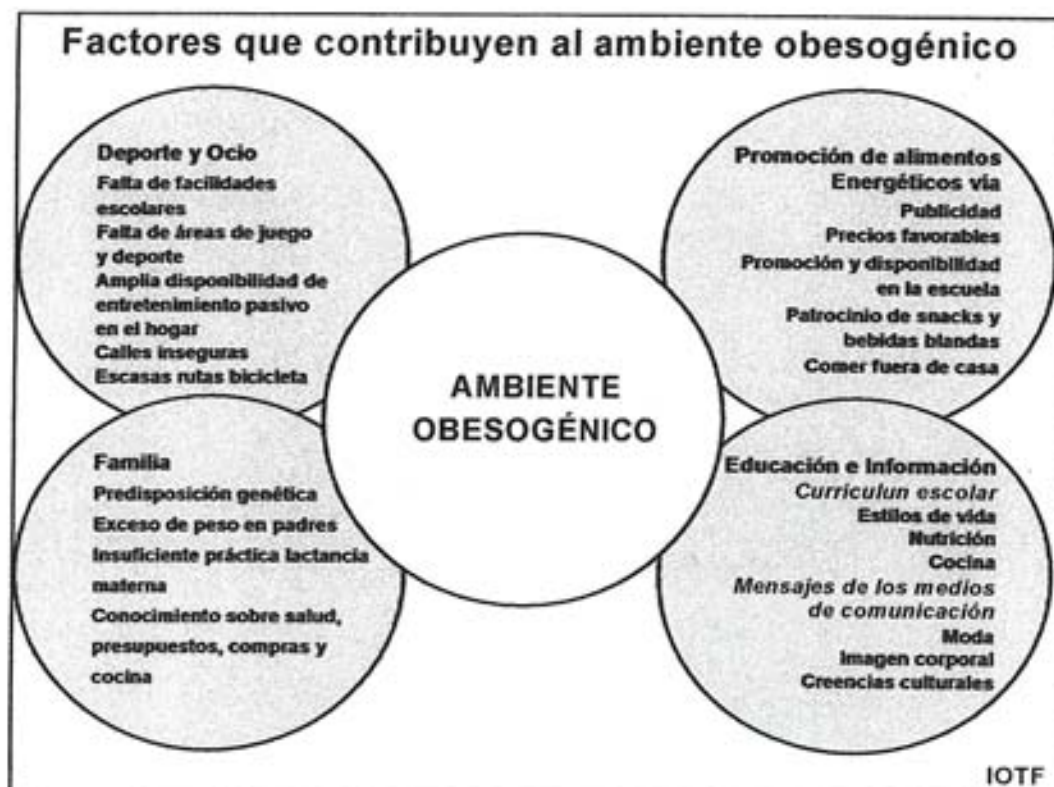 Factores que contribuyen al ambiente obesogénico
Deporte y Ocio
Falta de facilidades
escolares
Falta de áreas de juego
y deporte
Amplia disponibilidad de
entretenimiento pasivo
en el hogar
Calles inseguras
Escasas rutas bicicleta
Promoción de alimentos
Energéticos vía
Publicidad
Precios favorables
Promoción y disponibilidad
en la escuela
Patrocinio de snacks y
bebidas blandas
Comer fuera de casa
AMBIENTE
OBESOGÉNICO
Familia
Predisposición genética
Exceso de peso en padres
Insuficiente práctica lactancia
materna
Conocimiento sobre salud,
presupuestos, compras y
cocina
Educación e Información
Curriculun escolar
Estilos de vida
Nutrición
Cocina
Mensajes de los medios
de comunicación
Moda
Imagen corporal
Creencias culturales
IOTF